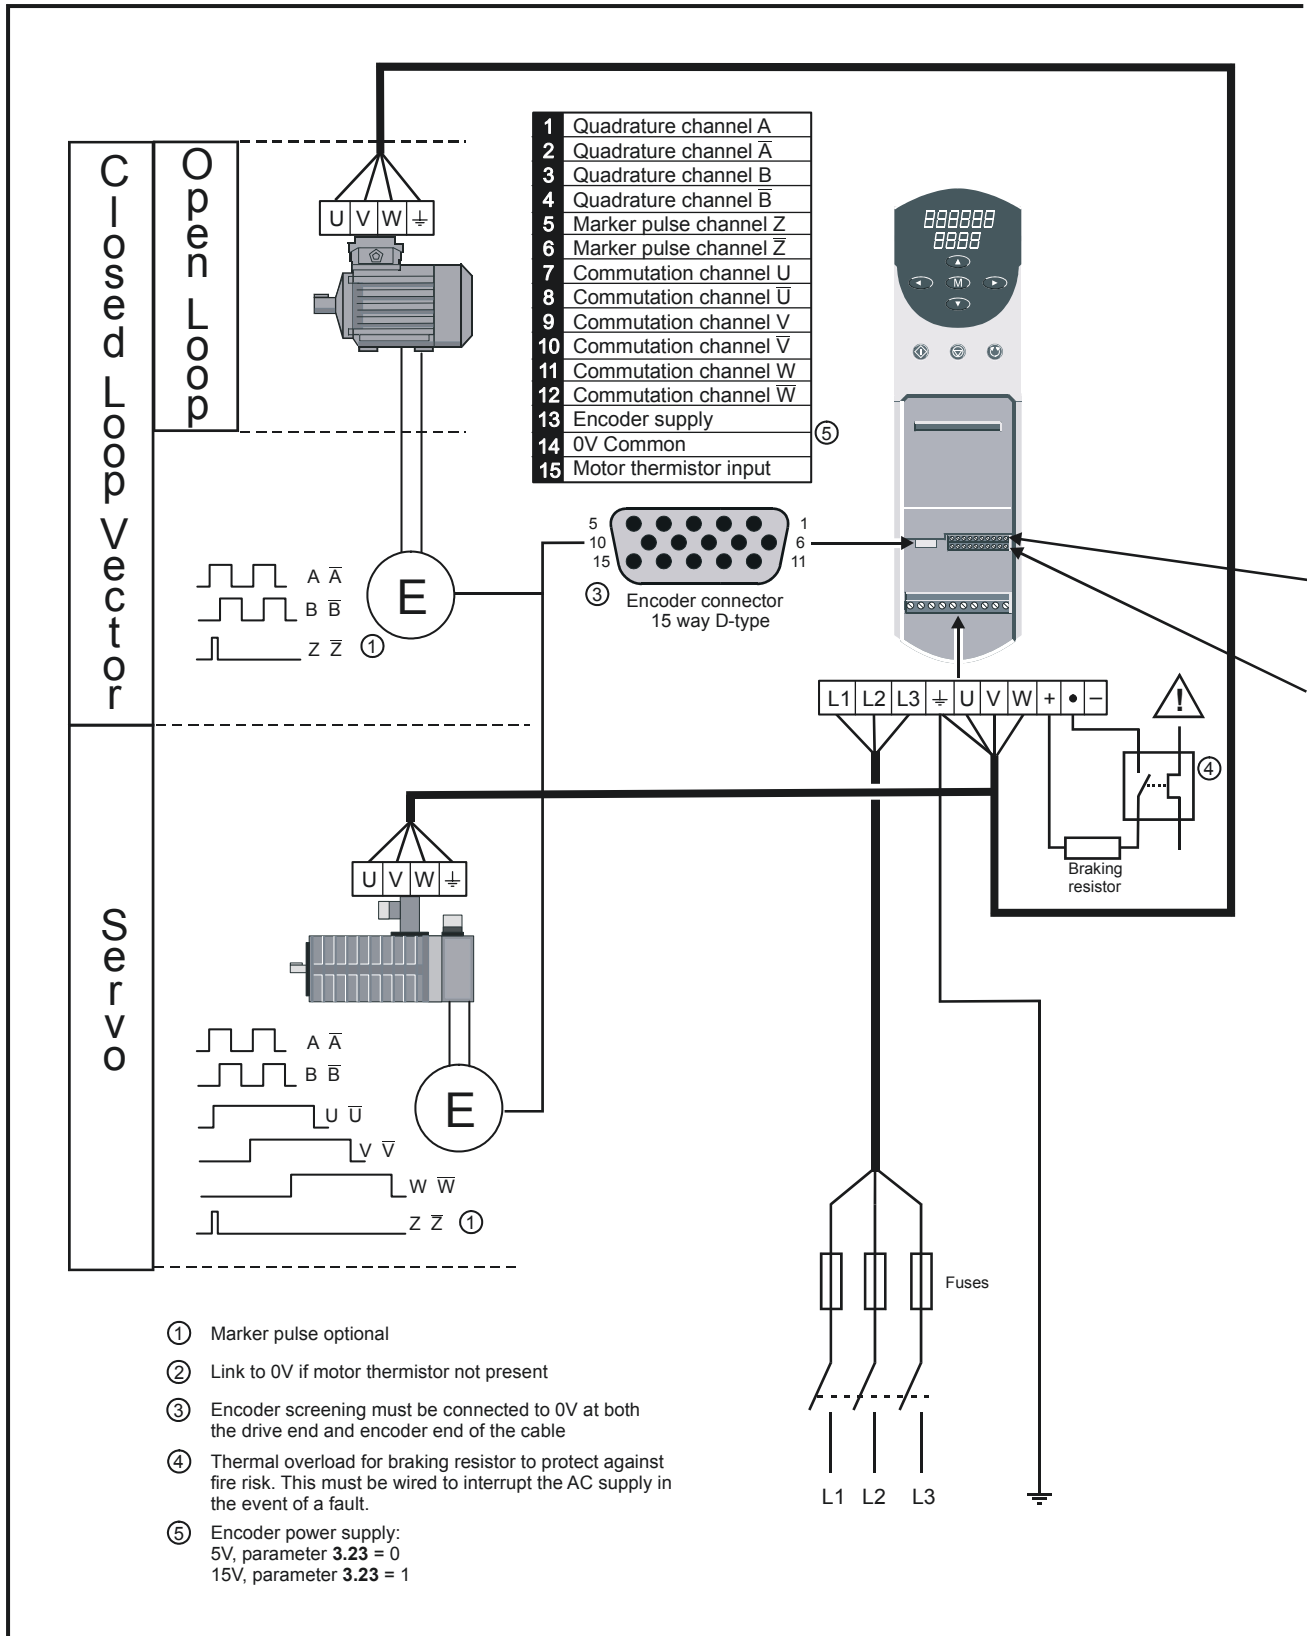 Closed Loop Vector
Open Loop
Servo
U V W ⏚
1 Quadrature channel A
2 Quadrature channel A̅
3 Quadrature channel B
4 Quadrature channel B̅
5 Marker pulse channel Z
6 Marker pulse channel Z̅
7 Commutation channel U
8 Commutation channel U̅
9 Commutation channel V
10 Commutation channel V̅
11 Commutation channel W
12 Commutation channel W̅
13 Encoder supply
14 0V Common
15 Motor thermistor input
⑤
888888
8888
M
5 1
10 6
15 11
③ Encoder connector
15 way D-type
A A̅
B B̅
Z Z̅ ①
E
L1 L2 L3 ⏚ U V W + • –
!
④
Braking
resistor
U V W ⏚
A A̅
B B̅
U U̅
V V̅
W W̅
Z Z̅ ①
E
Fuses
L1 L2 L3
① Marker pulse optional
② Link to 0V if motor thermistor not present
③ Encoder screening must be connected to 0V at both
the drive end and encoder end of the cable
④ Thermal overload for braking resistor to protect against
fire risk. This must be wired to interrupt the AC supply in
the event of a fault.
⑤ Encoder power supply:
5V, parameter 3.23 = 0
15V, parameter 3.23 = 1